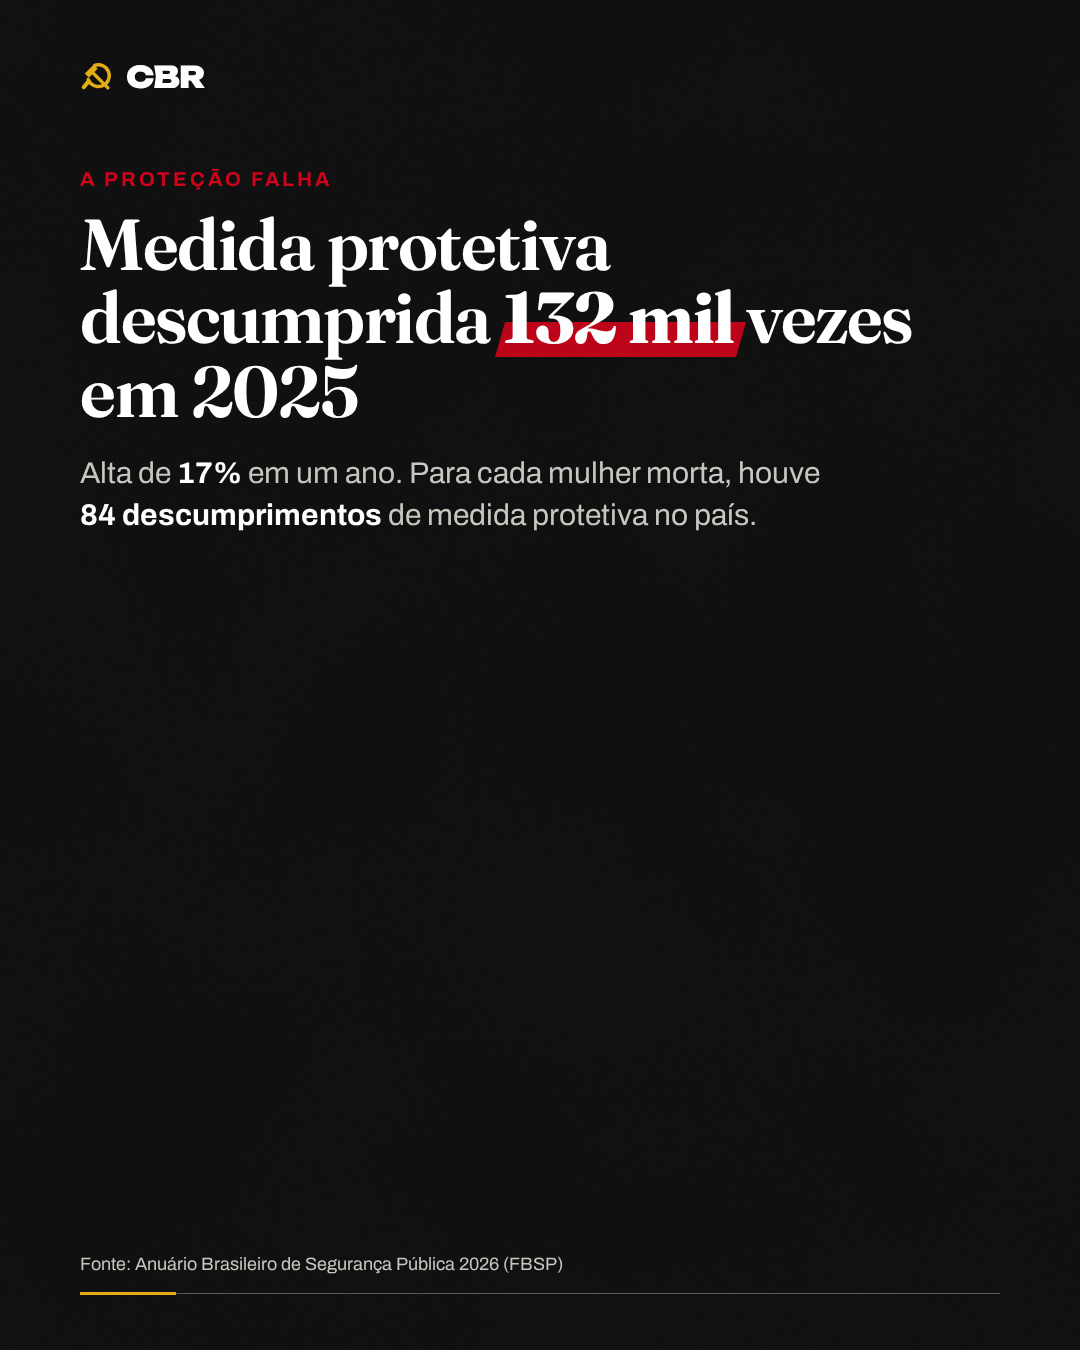 CBR
A PROTEÇÃO FALHA
Medida protetiva
descumprida 132 mil vezes
em 2025
Alta de 17% em um ano. Para cada mulher morta, houve
84 descumprimentos de medida protetiva no país.
Fonte: Anuário Brasileiro de Segurança Pública 2026 (FBSP)